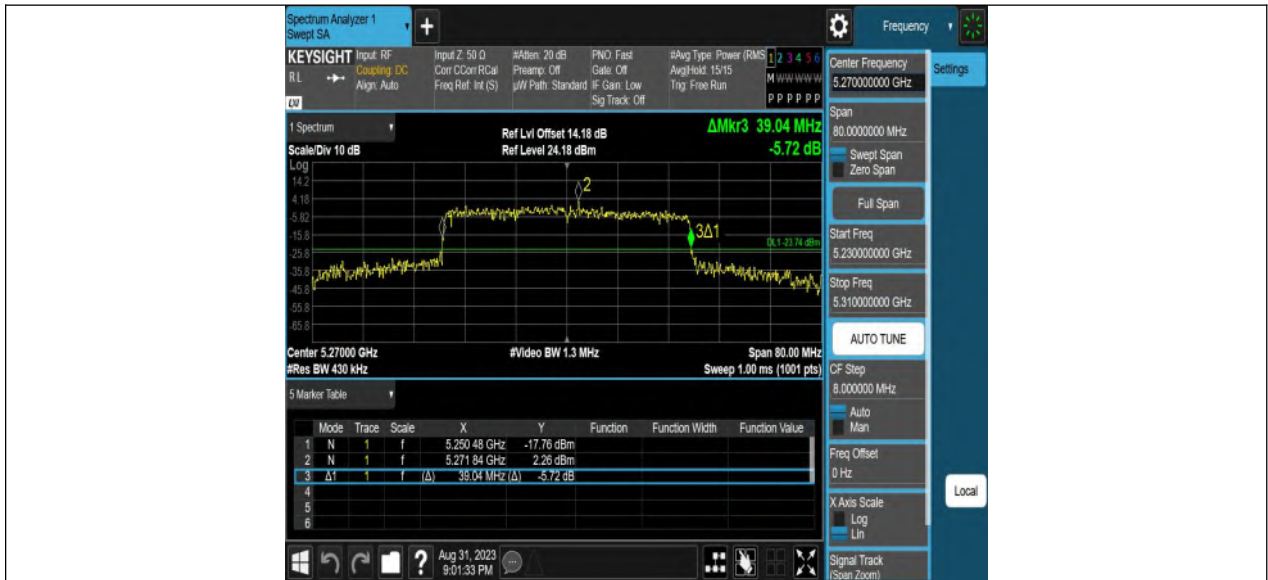 Spectrum Analyzer 1
Swept SA
+
Frequency
KEYSIGHT
RL
LXI
Input: RF
Coupling: DC
Align: Auto
Input Z: 50 Ω
Corr CCorr RCal
Freq Ref: Int (S)
#Atten: 20 dB
Preamp: Off
µW Path: Standard
PNO: Fast
Gate: Off
IF Gain: Low
Sig Track: Off
#Avg Type: Power (RMS
Avg|Hold: 15/15
Trig: Free Run
1 2 3 4 5 6
M W W W W W
P P P P P P
1 Spectrum
Scale/Div 10 dB
Ref Lvl Offset 14.18 dB
Ref Level 24.18 dBm
ΔMkr3 39.04 MHz
-5.72 dB
Log
14.2
4.18
-5.82
-15.8
-25.8
-35.8
-45.8
-55.8
-65.8
2
3Δ1
DL1 -23.74 dBm
Center 5.27000 GHz
#Video BW 1.3 MHz
Span 80.00 MHz
#Res BW 430 kHz
Sweep 1.00 ms (1001 pts)
5 Marker Table
Mode Trace Scale X Y Function Function Width Function Value
1 N 1 f 5.250 48 GHz -17.76 dBm
2 N 1 f 5.271 84 GHz 2.26 dBm
3 Δ1 1 f (Δ) 39.04 MHz (Δ) -5.72 dB
4
5
6
?
Aug 31, 2023
9:01:33 PM
Center Frequency
5.270000000 GHz
Settings
Span
80.0000000 MHz
Swept Span
Zero Span
Full Span
Start Freq
5.230000000 GHz
Stop Freq
5.310000000 GHz
AUTO TUNE
CF Step
8.000000 MHz
Auto
Man
Freq Offset
0 Hz
X Axis Scale
Log
Lin
Signal Track
(Span Zoom)
Local